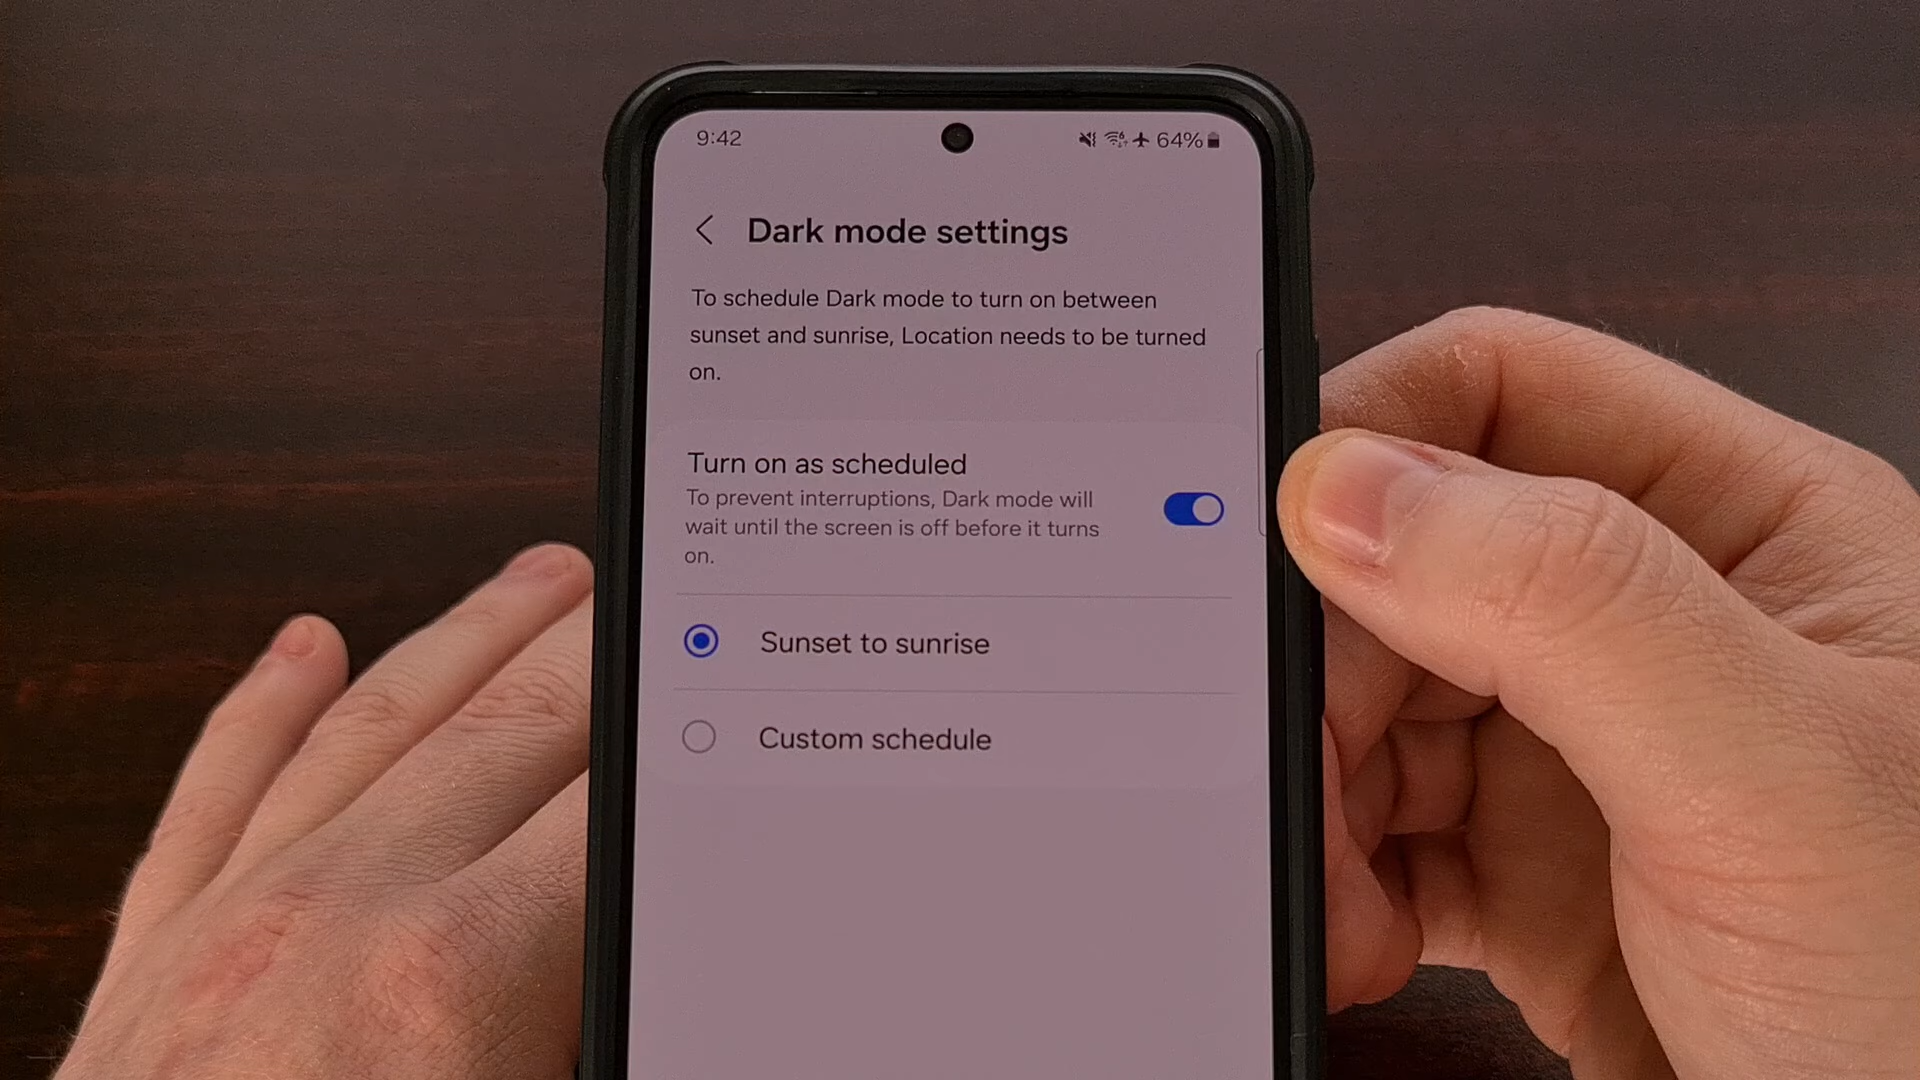 9:42
64%
Dark mode settings
To schedule Dark mode to turn on between
sunset and sunrise, Location needs to be turned
on.
Turn on as scheduled
To prevent interruptions, Dark mode will
wait until the screen is off before it turns
on.
Sunset to sunrise
Custom schedule